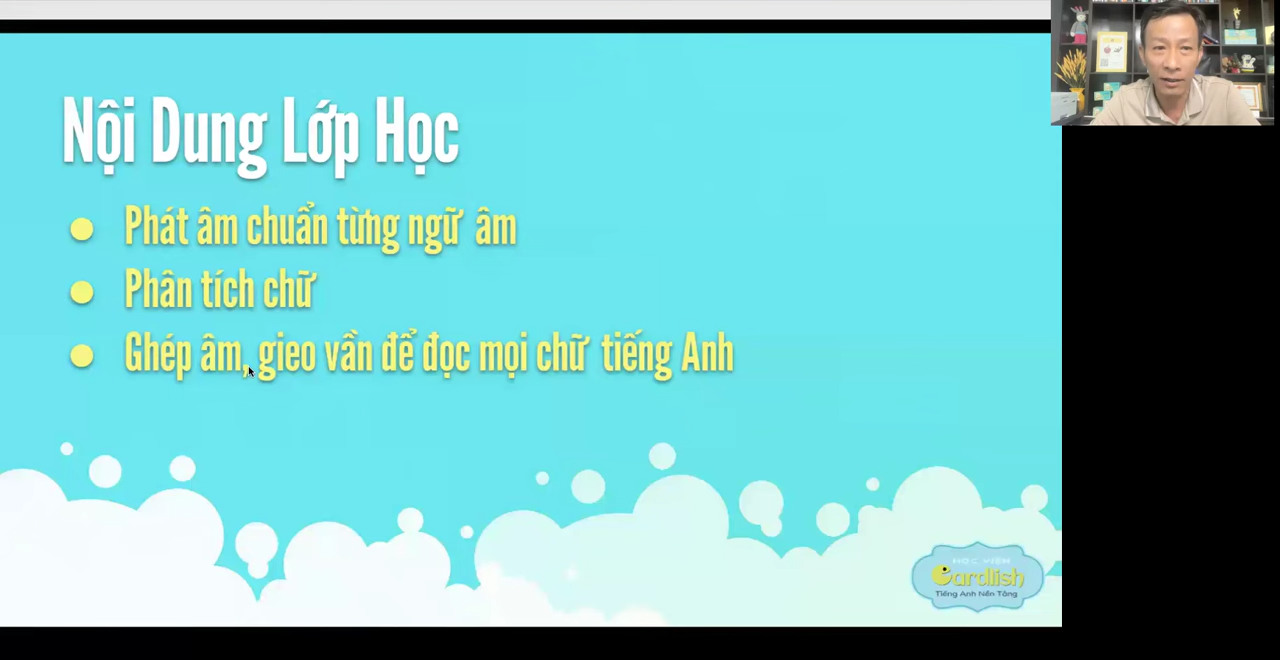 Nội Dung Lớp Học
Phát âm chuẩn từng ngữ âm
Phân tích chữ
Ghép âm, gieo vần để đọc mọi chữ tiếng Anh
HỌC VIỆN
Cardlish
Tiếng Anh Nền Tảng